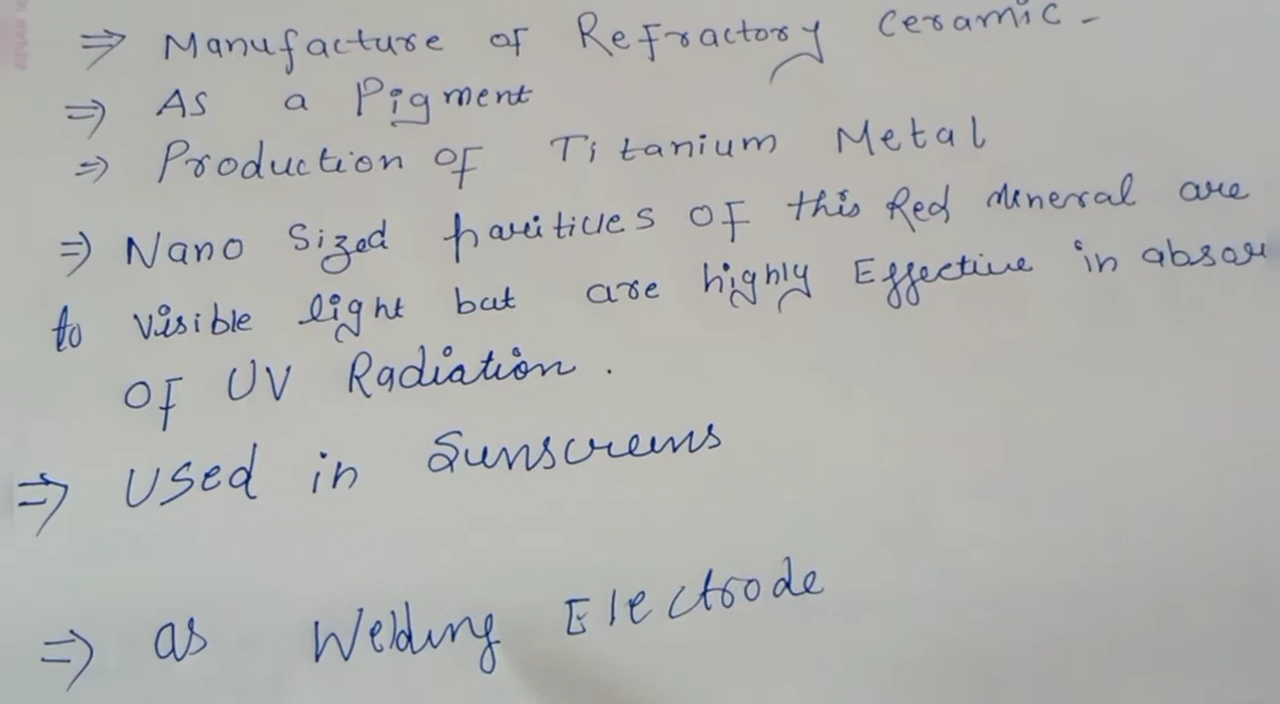 ⇒ Manufacture of Refractory Ceramic -
⇒ As a Pigment
⇒ Production of Titanium Metal
⇒ Nano Sized particles of this Red Mineral are
to visible light but are highly Effective in absor
of UV Radiation.
⇒ Used in Sunscreens
⇒ as Welding Electrode